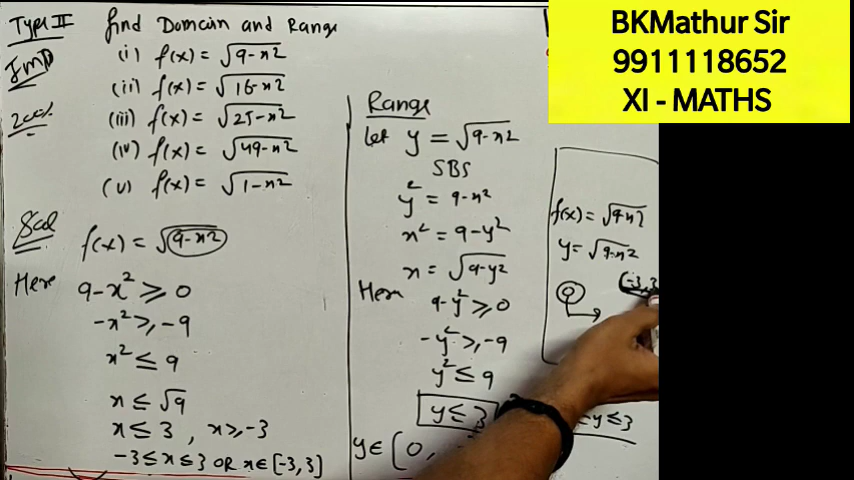 Type II find Domain and Range
Imp
(i) f(x) = √9-x²
(ii) f(x) = √16-x²
(iii) f(x) = √25-x²
(iv) f(x) = √49-x²
(v) f(x) = √1-x²
Sol
f(x) = √9-x²
Here 9-x² ≥ 0
-x² ≥, -9
x² ≤ 9
x ≤ √9
x ≤ 3 , x ≥, -3
-3 ≤ x ≤ 3 OR x ∈ [-3, 3]
Range
let y = √9-x²
SBS
y² = 9-x²
x² = 9-y²
x = √9-y²
Here 9-y² ≥, 0
-y² ≥, -9
y² ≤ 9
y ≤ 3
y ∈ [0,
f(x) = √9-x²
y = √9-x²
9
≤ y ≤ 3
BKMathur Sir
9911118652
XI - MATHS